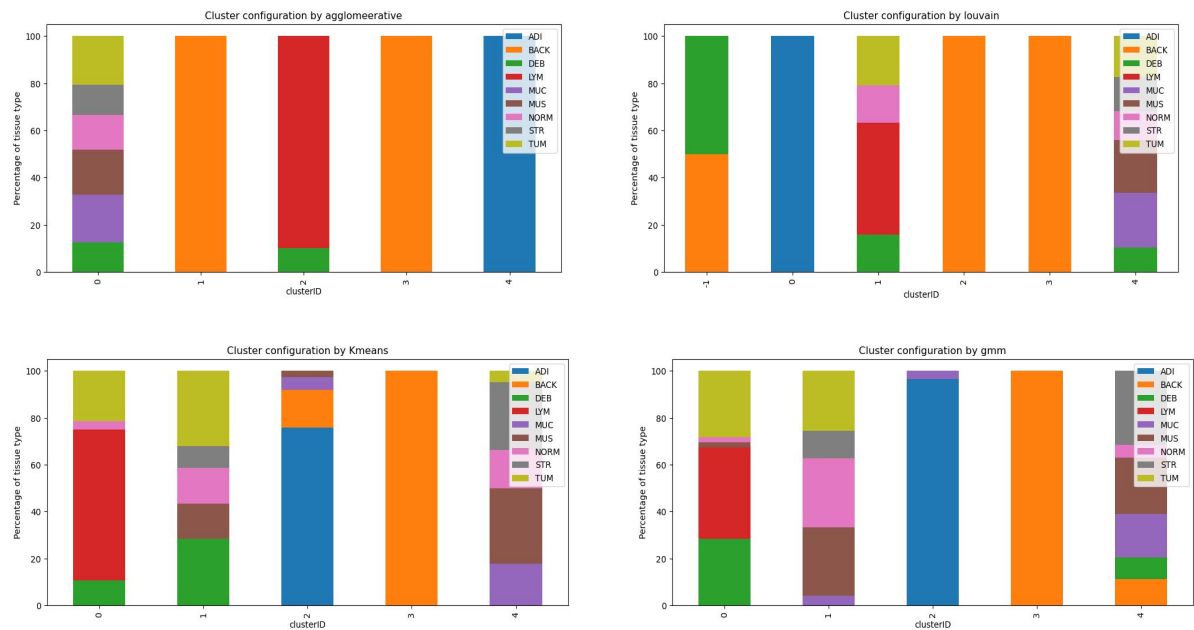 Cluster configuration by agglomeerative
100
80
60
40
20
0
Percentage of tissue type
0
1
2
3
4
clusterID
ADI
BACK
DEB
LYM
MUC
MUS
NORM
STR
TUM
Cluster configuration by louvain
100
80
60
40
20
0
Percentage of tissue type
-1
0
1
2
3
4
clusterID
ADI
BACK
DEB
LYM
MUC
MUS
NORM
STR
TUM
Cluster configuration by Kmeans
100
80
60
40
20
0
Percentage of tissue type
0
1
2
3
4
clusterID
ADI
BACK
DEB
LYM
MUC
MUS
NORM
STR
TUM
Cluster configuration by gmm
100
80
60
40
20
0
Percentage of tissue type
0
1
2
3
4
clusterID
ADI
BACK
DEB
LYM
MUC
MUS
NORM
STR
TUM